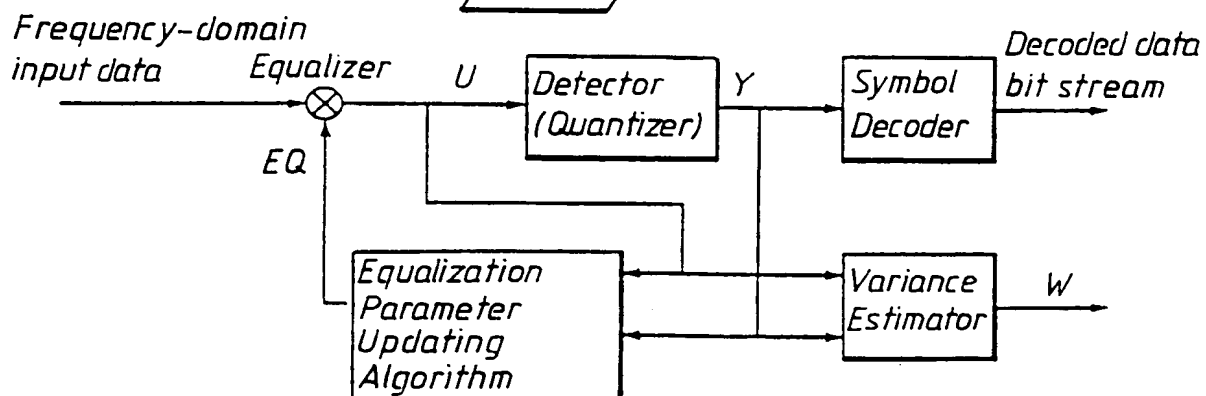 Frequency-domain
input data
Equalizer
U
Detector
(Quantizer)
Y
Symbol
Decoder
Decoded data
bit stream
EQ
Equalization
Parameter
Updating
Algorithm
Variance
Estimator
W